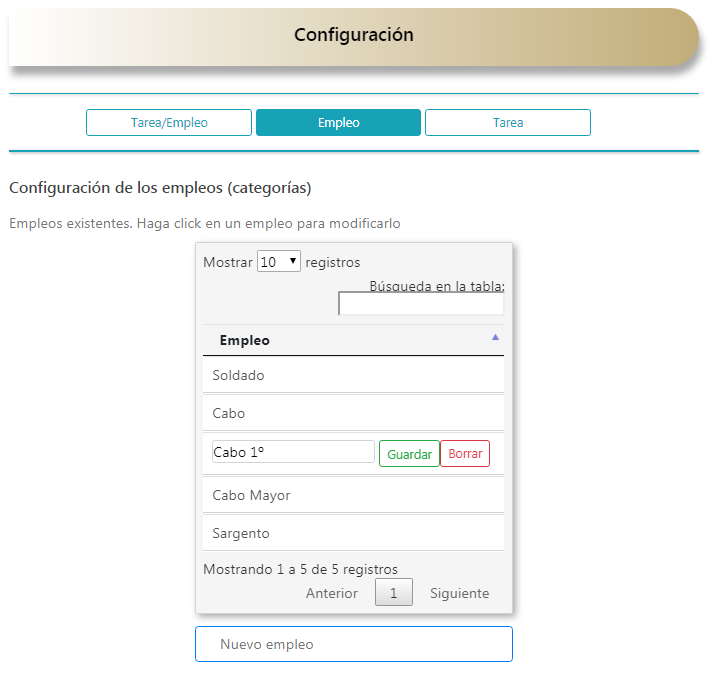 Configuración
Tarea/Empleo Empleo Tarea
Configuración de los empleos (categorías)
Empleos existentes. Haga click en un empleo para modificarlo
Mostrar 10 registros
Búsqueda en la tabla:
Empleo
Soldado
Cabo
Cabo 1º Guardar Borrar
Cabo Mayor
Sargento
Mostrando 1 a 5 de 5 registros
Anterior 1 Siguiente
Nuevo empleo